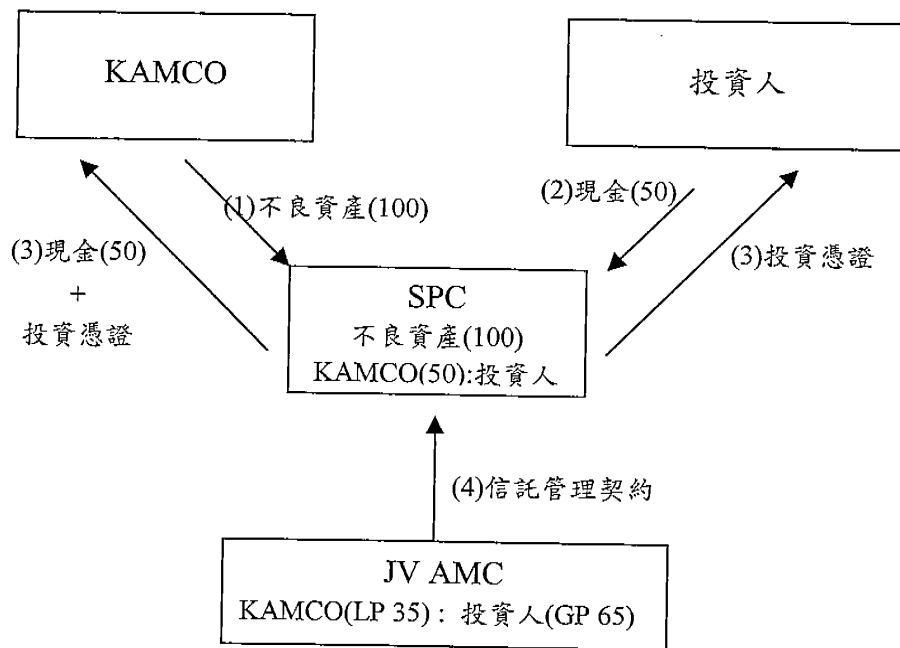 KAMCO
投資人
(1)不良資產(100)
(2)現金(50)
(3)現金(50)
+
投資憑證
(3)投資憑證
SPC
不良資產(100)
KAMCO(50):投資人
(4)信託管理契約
JV AMC
KAMCO(LP 35) : 投資人(GP 65)